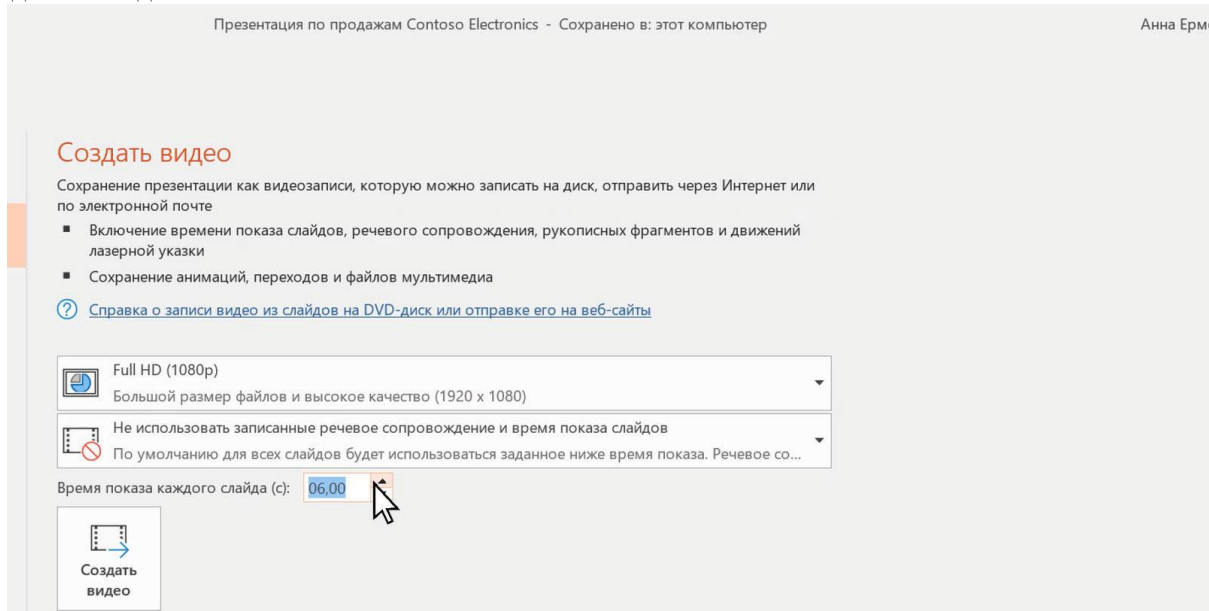 Презентация по продажам Contoso Electronics - Сохранено в: этот компьютер
Анна
Создать видео
Сохранение презентации как видеозаписи, которую можно записать на диск, отправить через Интернет или
по электронной почте
▪ Включение времени показа слайдов, речевого сопровождения, рукописных фрагментов и движений
лазерной указки
▪ Сохранение анимаций, переходов и файлов мультимедиа
? Справка о записи видео из слайдов на DVD-диск или отправке его на веб-сайты
Full HD (1080p)
Большой размер файлов и высокое качество (1920 x 1080)
Не использовать записанные речевое сопровождение и время показа слайдов
По умолчанию для всех слайдов будет использоваться заданное ниже время показа. Речевое со...
Время показа каждого слайда (с): 06,00
Создать
видео